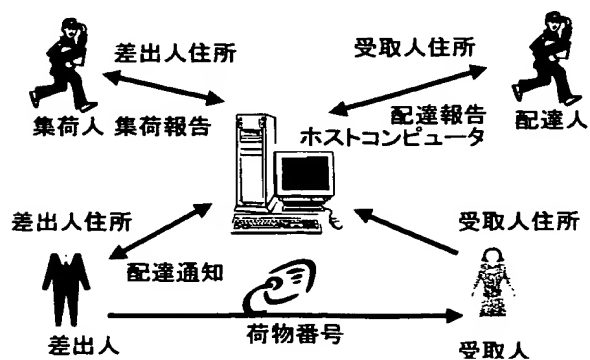 差出人住所
受取人住所
集荷人 集荷報告
配達報告
ホストコンピュータ
配達人
差出人住所
受取人住所
配達通知
荷物番号
差出人
受取人